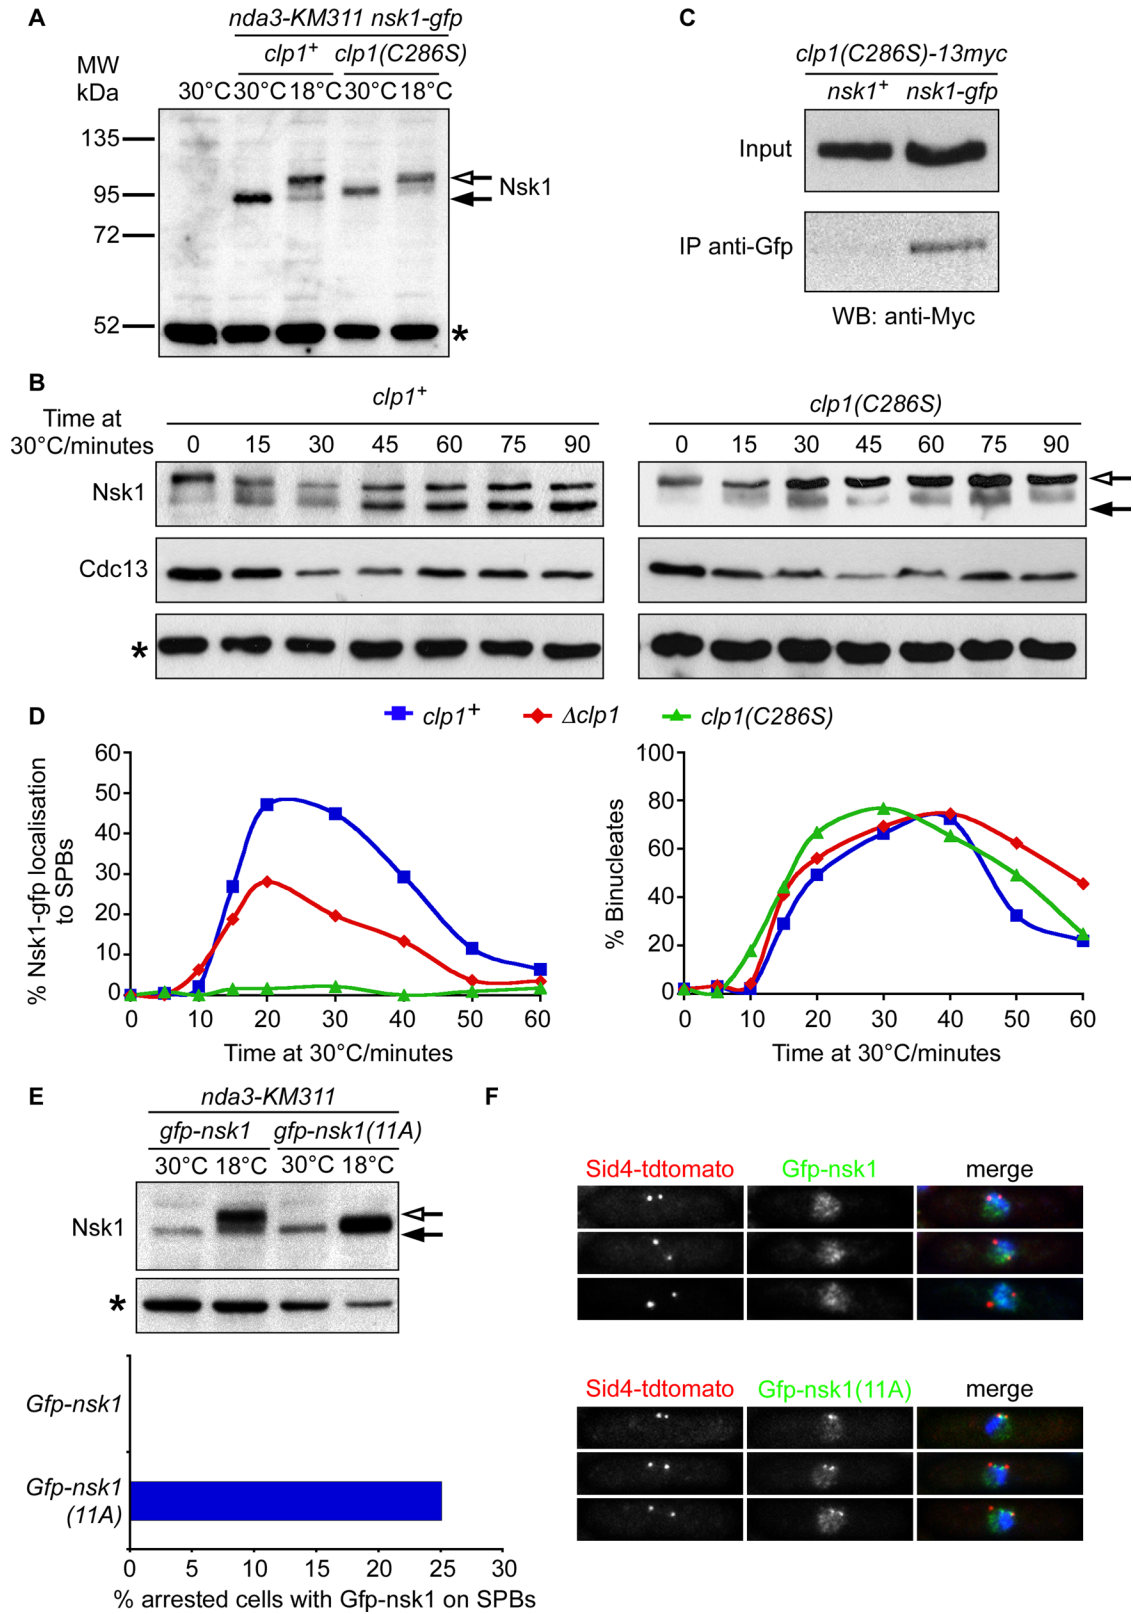 A
nda3-KM311 nsk1-gfp
clp1+ clp1(C286S)
MW
kDa
30°C 30°C 18°C 30°C 18°C
135
95
72
52
Nsk1
*
C
clp1(C286S)-13myc
nsk1+ nsk1-gfp
Input
IP anti-Gfp
WB: anti-Myc
B
clp1+
clp1(C286S)
Time at
30°C/minutes
0 15 30 45 60 75 90
0 15 30 45 60 75 90
Nsk1
Cdc13
*
D
clp1+ Δclp1 clp1(C286S)
% Nsk1-gfp localisation
to SPBs
60
50
40
30
20
10
0
0 10 20 30 40 50 60
Time at 30°C/minutes
% Binucleates
100
80
60
40
20
0
0 10 20 30 40 50 60
Time at 30°C/minutes
E
nda3-KM311
gfp-nsk1 gfp-nsk1(11A)
30°C 18°C 30°C 18°C
Nsk1
*
Gfp-nsk1
Gfp-nsk1
(11A)
0 5 10 15 20 25 30
% arrested cells with Gfp-nsk1 on SPBs
F
Sid4-tdtomato Gfp-nsk1 merge
Sid4-tdtomato Gfp-nsk1(11A) merge